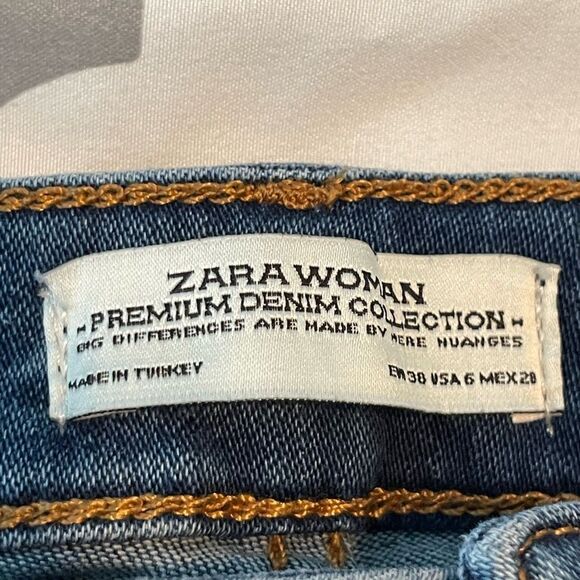 ZARA WOMAN
-PREMIUM DENIM COLLECTION-
BIG DIFFERENCES ARE MADE BY MERE NUANGES
MADE IN TURKEY EUR 38 USA 6 MEX 28